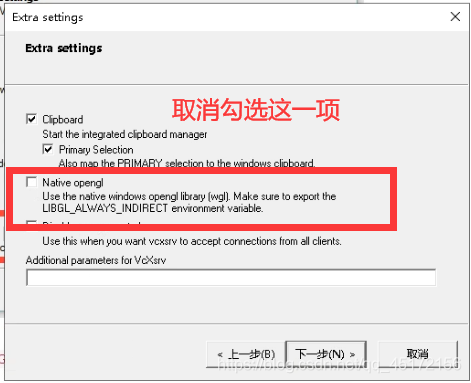 Extra settings
Extra settings
取消勾选这一项
Clipboard
Start the integrated clipboard manager
Primary Selection
Also map the PRIMARY selection to the windows clipboard.
Native opengl
Use the native windows opengl library (wgl). Make sure to export the
LIBGL_ALWAYS_INDIRECT environment variable.
Use this when you want vcxsrv to accept connections from all clients.
Additional parameters for VcXsrv
< 上一步(B)
下一步(N) >
取消